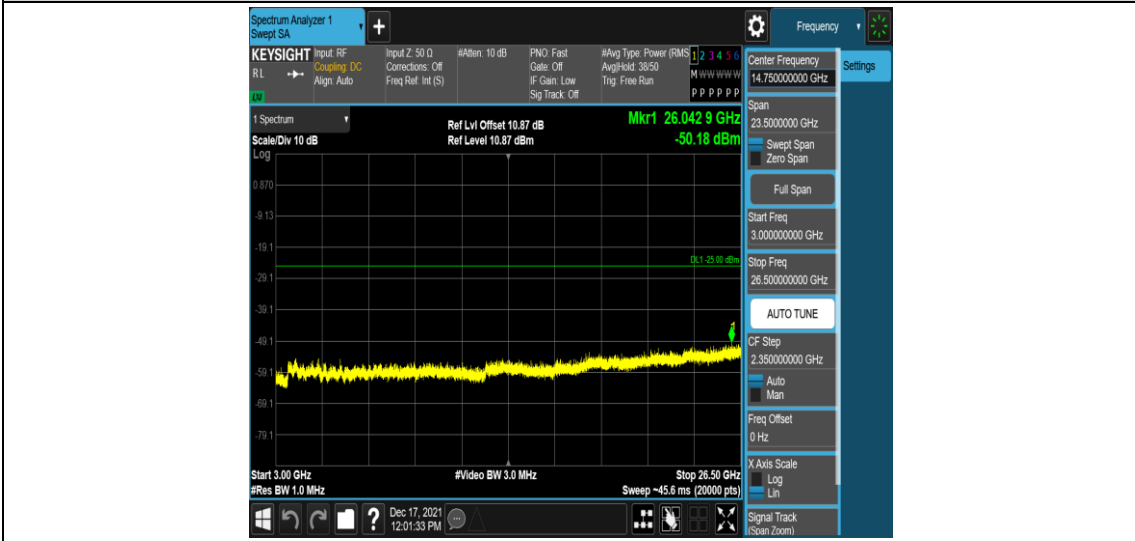 Spectrum Analyzer 1
Swept SA
+
Frequency
KEYSIGHT
RL
LNI
Input: RF
Coupling: DC
Align: Auto
Input Z: 50 Ω
Corrections: Off
Freq Ref: Int (S)
#Atten: 10 dB
PNO: Fast
Gate: Off
IF Gain: Low
Sig Track: Off
#Avg Type: Power (RMS
Avg|Hold: 38/50
Trig: Free Run
1 2 3 4 5 6
M W W W W W
P P P P P P
1 Spectrum
Scale/Div 10 dB
Log
Ref Lvl Offset 10.87 dB
Ref Level 10.87 dBm
Mkr1 26.042 9 GHz
-50.18 dBm
0.870
-9.13
-19.1
-29.1
-39.1
-49.1
-59.1
-69.1
-79.1
DL1 -25.00 dBm
1
Start 3.00 GHz
#Res BW 1.0 MHz
#Video BW 3.0 MHz
Stop 26.50 GHz
Sweep ~45.6 ms (20000 pts)
?
Dec 17, 2021
12:01:33 PM
Center Frequency
14.750000000 GHz
Settings
Span
23.5000000 GHz
Swept Span
Zero Span
Full Span
Start Freq
3.000000000 GHz
Stop Freq
26.500000000 GHz
AUTO TUNE
CF Step
2.350000000 GHz
Auto
Man
Freq Offset
0 Hz
X Axis Scale
Log
Lin
Signal Track
(Span Zoom)